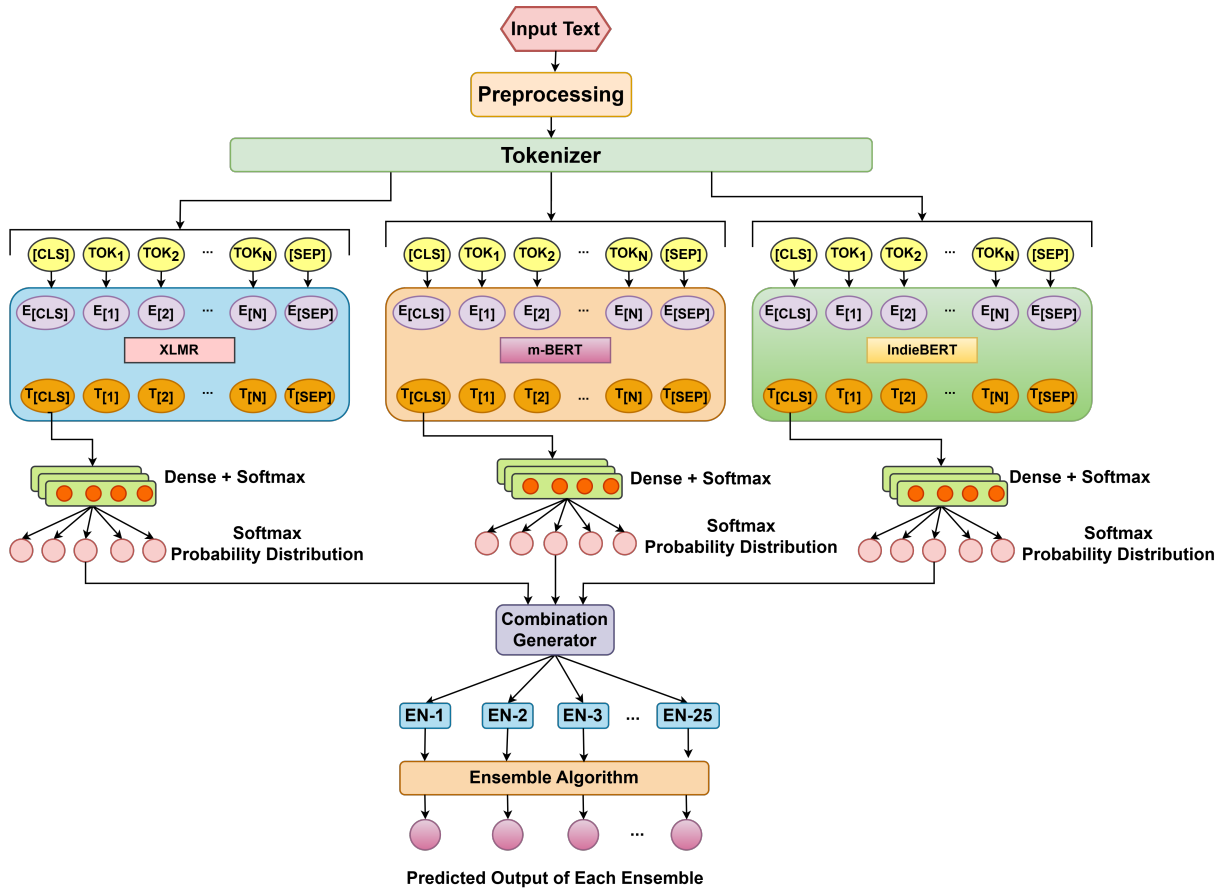 Input Text
Preprocessing
Tokenizer
[CLS] TOK1 TOK2 ... TOKN [SEP]
[CLS] TOK1 TOK2 ... TOKN [SEP]
[CLS] TOK1 TOK2 ... TOKN [SEP]
E[CLS] E[1] E[2] ... E[N] E[SEP]
E[CLS] E[1] E[2] ... E[N] E[SEP]
E[CLS] E[1] E[2] ... E[N] E[SEP]
XLMR
m-BERT
IndieBERT
T[CLS] T[1] T[2] ... T[N] T[SEP]
T[CLS] T[1] T[2] ... T[N] T[SEP]
T[CLS] T[1] T[2] ... T[N] T[SEP]
Dense + Softmax
Dense + Softmax
Dense + Softmax
Softmax
Probability Distribution
Softmax
Probability Distribution
Softmax
Probability Distribution
Combination
Generator
EN-1 EN-2 EN-3 ... EN-25
Ensemble Algorithm
...
Predicted Output of Each Ensemble